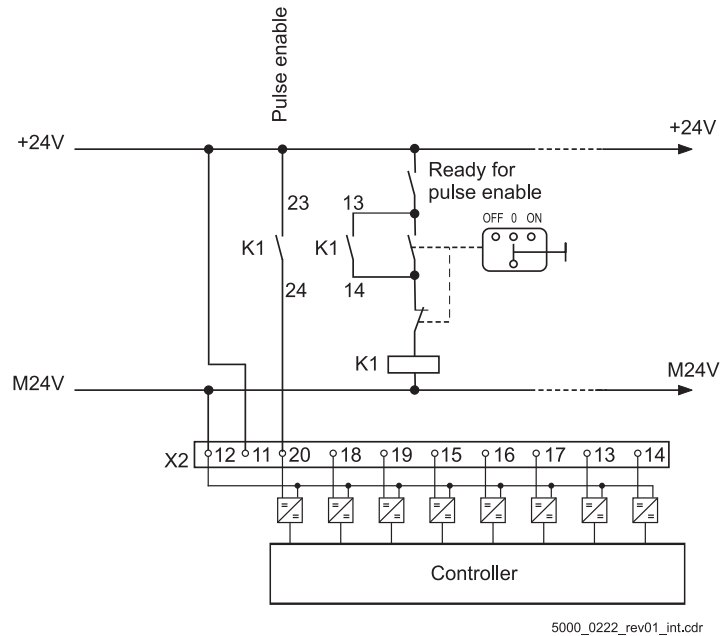 Pulse enable
+24V
+24V
Ready for
pulse enable
OFF 0 ON
23
13
K1
K1
24
14
K1
M24V
M24V
X2
12 11 20 18 19 15 16 17 13 14
Controller
5000_0222_rev01_int.cdr